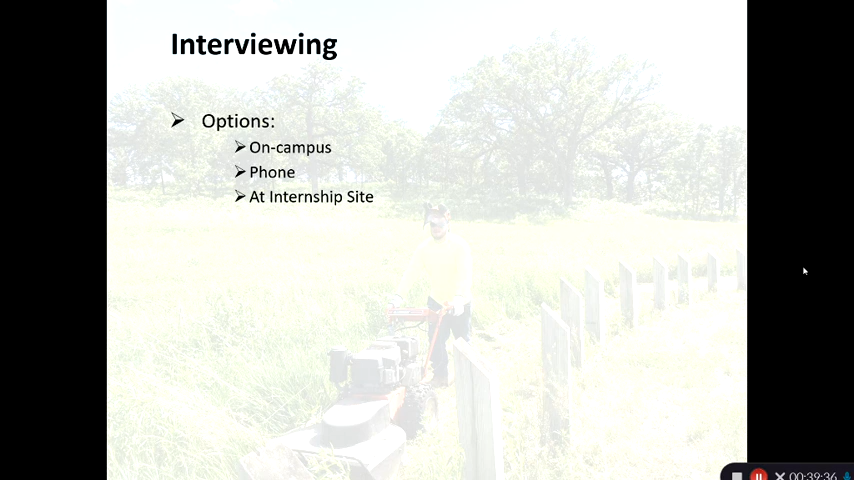 Interviewing
Options:
On-campus
Phone
At Internship Site
00:39:36